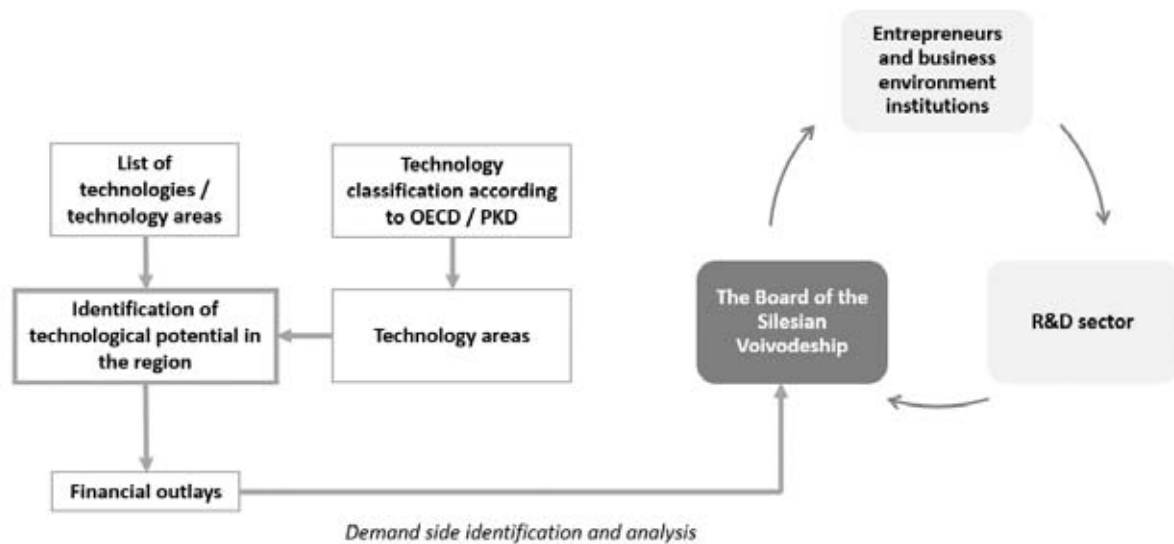 Entrepreneurs
and business
environment
institutions
List of
technologies /
technology areas
Technology
classification according
to OECD / PKD
Identification of
technological potential in
the region
Technology areas
The Board of the
Silesian
Voivodeship
R&D sector
Financial outlays
Demand side identification and analysis